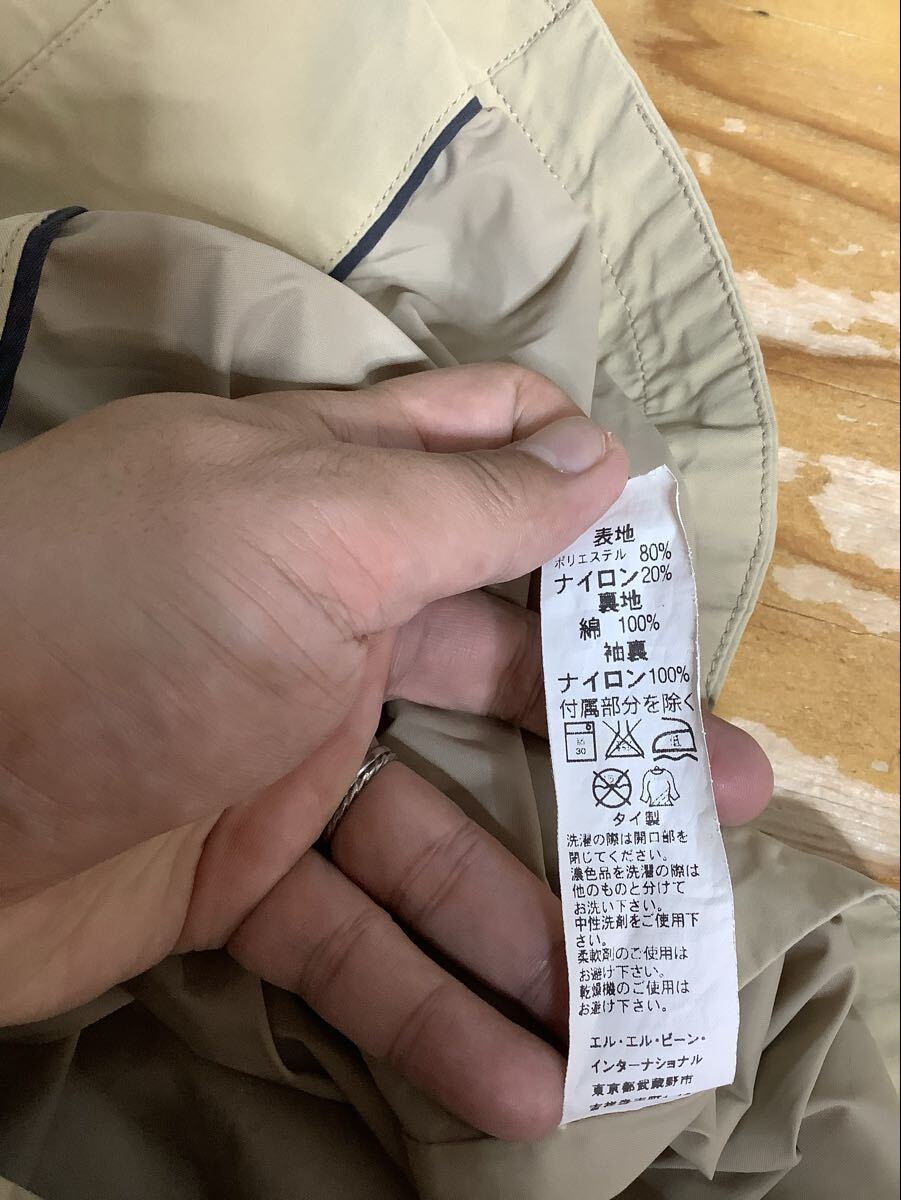 表地
ポリエステル 80%
ナイロン20%
裏地
綿 100%
袖裏
ナイロン100%
付属部分を除く
30
タイ製
洗濯の際は開口部を
閉じてください。
濃色品を洗濯の際は
他のものと分けて
お洗い下さい。
中性洗剤をご使用下
さい。
柔軟剤のご使用は
お避け下さい。
乾燥機のご使用は
お避け下さい。
エル・エル・ビーン・
インターナショナル
東京都武蔵野市